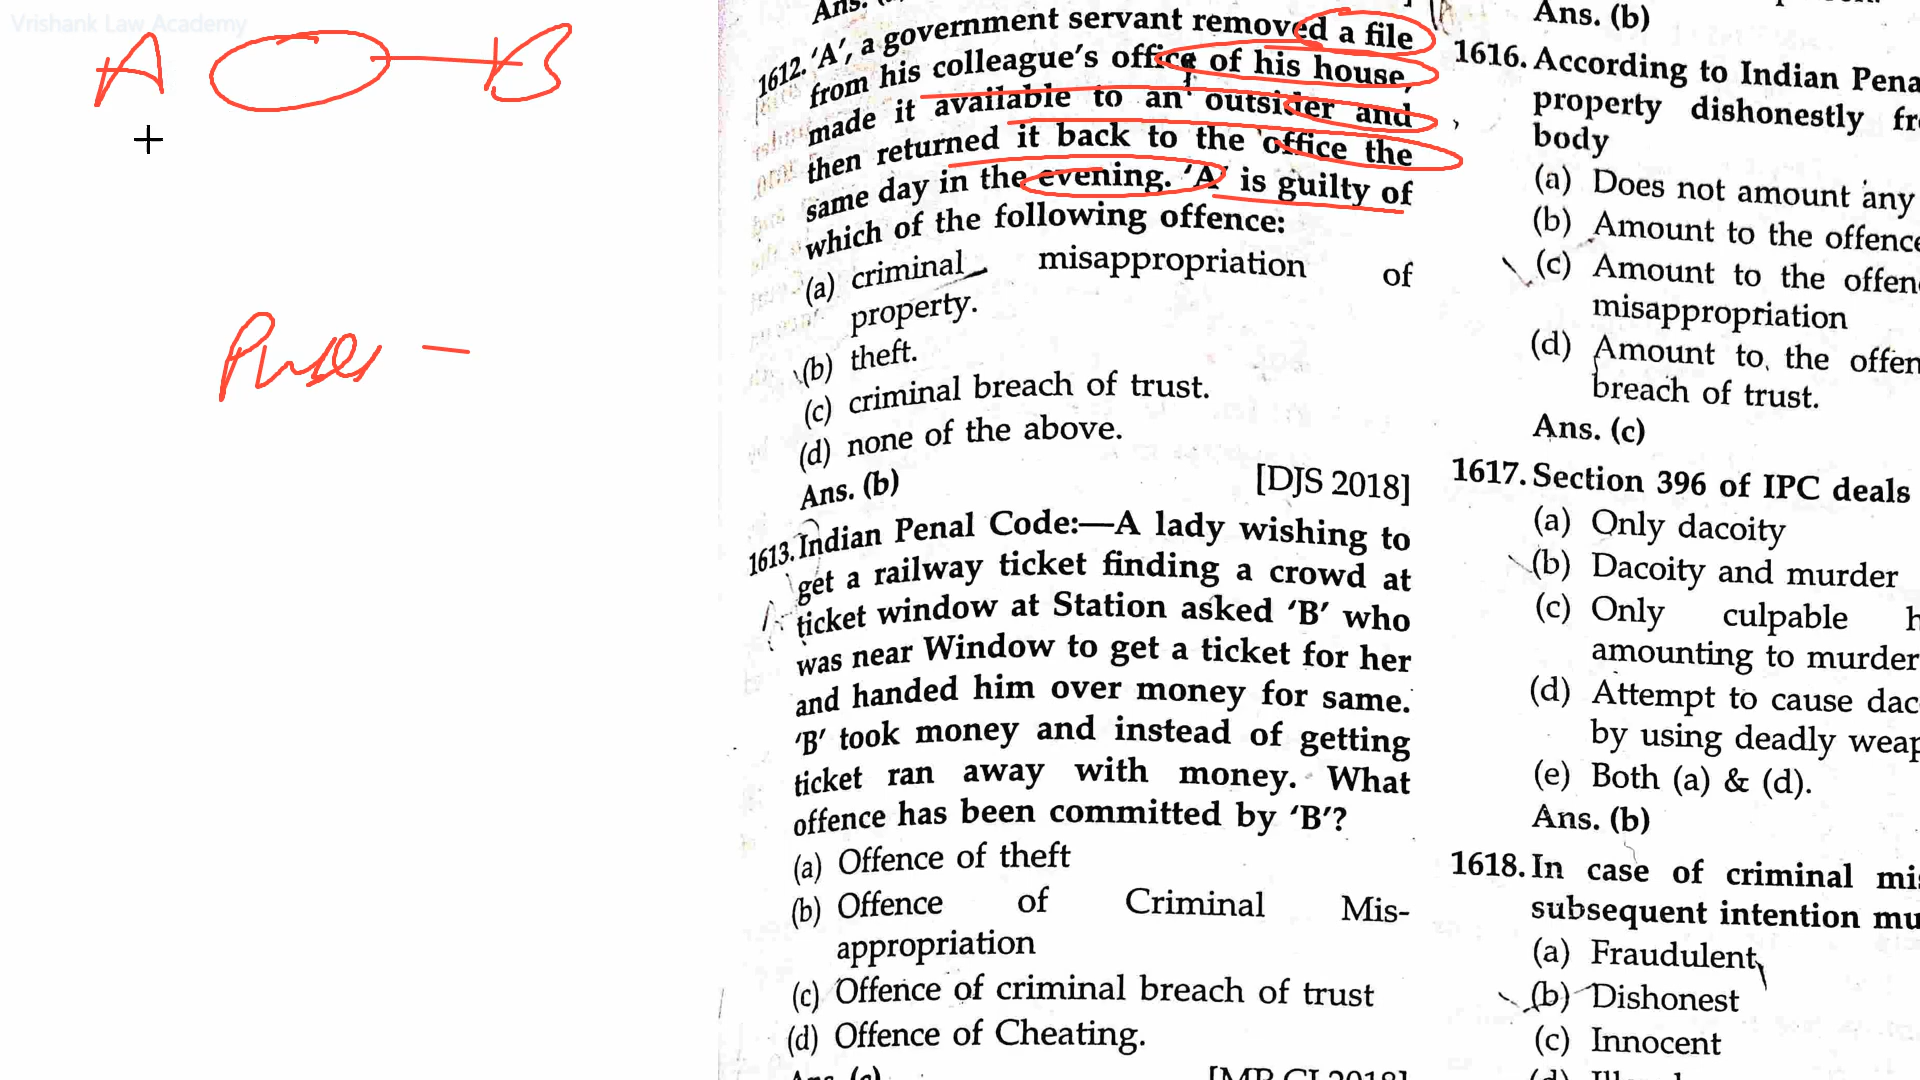 Vrishank Law Academy
A B
Ans.
1612. 'A', a government servant removed a file
from his colleague's office of his house,
made it available to an outsider and
then returned it back to the office the
same day in the evening. 'A' is guilty of
which of the following offence:
(a) criminal misappropriation of
property.
(b) theft.
(c) criminal breach of trust.
(d) none of the above.
Ans. (b) [DJS 2018]
1613. Indian Penal Code:—A lady wishing to
get a railway ticket finding a crowd at
ticket window at Station asked 'B' who
was near Window to get a ticket for her
and handed him over money for same.
'B' took money and instead of getting
ticket ran away with money. What
offence has been committed by 'B'?
(a) Offence of theft
(b) Offence of Criminal Mis-
appropriation
(c) Offence of criminal breach of trust
(d) Offence of Cheating.
Ans. (c) [MP CJ 2018]
Ans. (b)
1616. According to Indian Pena
property dishonestly fr
body
(a) Does not amount any
(b) Amount to the offence
(c) Amount to the offen
misappropriation
(d) Amount to the offen
breach of trust.
Ans. (c)
1617. Section 396 of IPC deals
(a) Only dacoity
(b) Dacoity and murder
(c) Only culpable h
amounting to murder
(d) Attempt to cause dac
by using deadly weap
(e) Both (a) & (d).
Ans. (b)
1618. In case of criminal mis
subsequent intention mu
(a) Fraudulent
(b) Dishonest
(c) Innocent
(d)